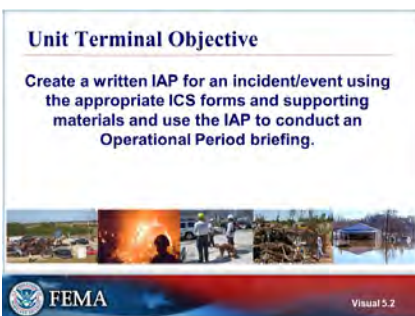 Unit Terminal Objective
Create a written IAP for an incident/event using
the appropriate ICS forms and supporting
materials and use the IAP to conduct an
Operational Period briefing.
FEMA
Visual 5.2